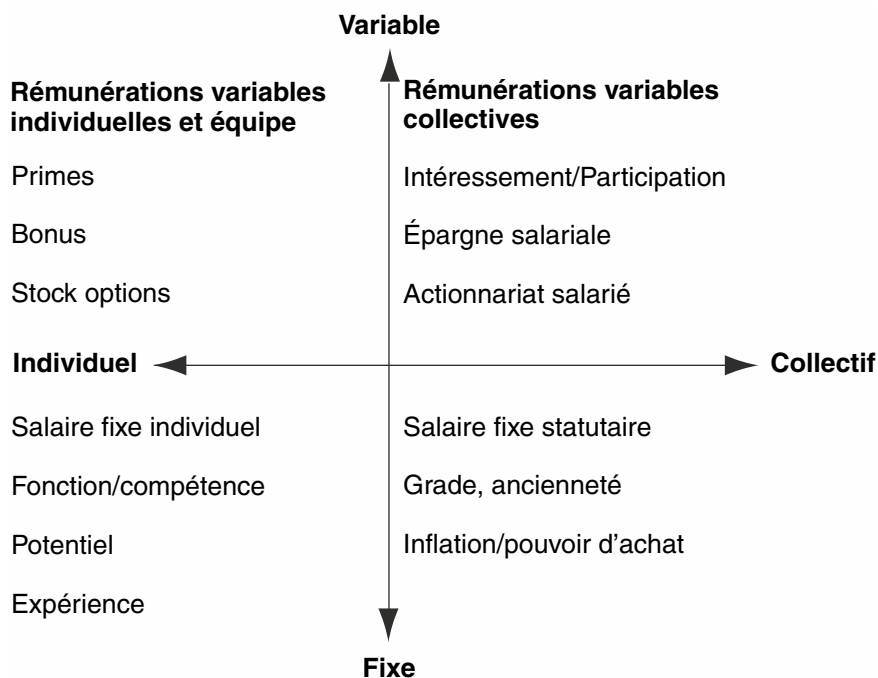 Variable
Rémunérations variables
individuelles et équipe
Primes
Bonus
Stock options
Rémunérations variables
collectives
Intéressement/Participation
Épargne salariale
Actionnariat salarié
Individuel
Collectif
Salaire fixe individuel
Fonction/compétence
Potentiel
Expérience
Salaire fixe statutaire
Grade, ancienneté
Inflation/pouvoir d’achat
Fixe